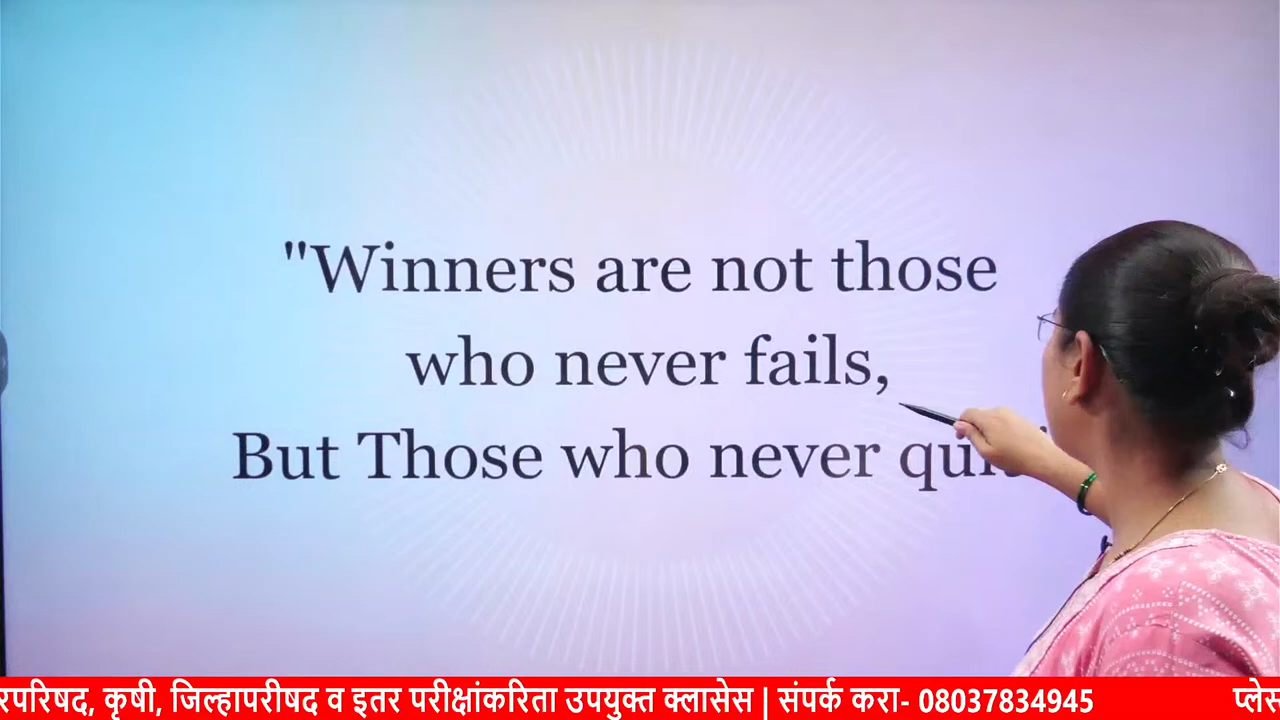 "Winners are not those
who never fails,
But Those who never quit
रपरिषद, कृषी, जिल्हापरीषद व इतर परीक्षांकरिता उपयुक्त क्लासेस | संपर्क करा- 08037834945 प्लेस